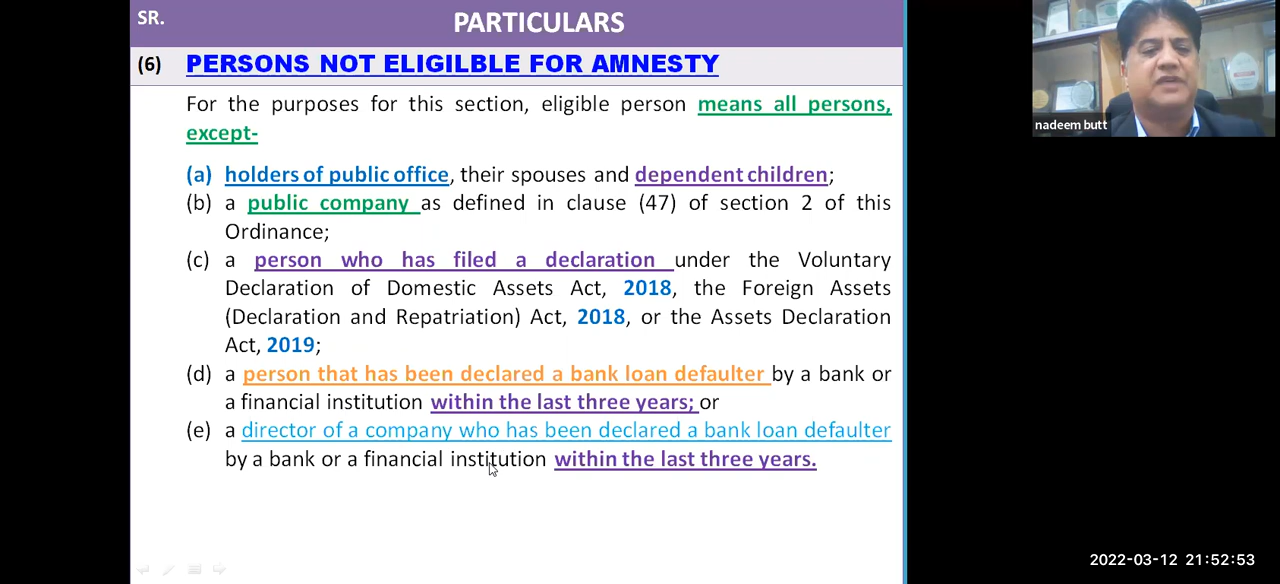 SR. PARTICULARS
(6) PERSONS NOT ELIGILBLE FOR AMNESTY
For the purposes for this section, eligible person means all persons,
except-
(a) holders of public office, their spouses and dependent children;
(b) a public company as defined in clause (47) of section 2 of this
Ordinance;
(c) a person who has filed a declaration under the Voluntary
Declaration of Domestic Assets Act, 2018, the Foreign Assets
(Declaration and Repatriation) Act, 2018, or the Assets Declaration
Act, 2019;
(d) a person that has been declared a bank loan defaulter by a bank or
a financial institution within the last three years; or
(e) a director of a company who has been declared a bank loan defaulter
by a bank or a financial institution within the last three years.
nadeem butt
2022-03-12 21:52:53